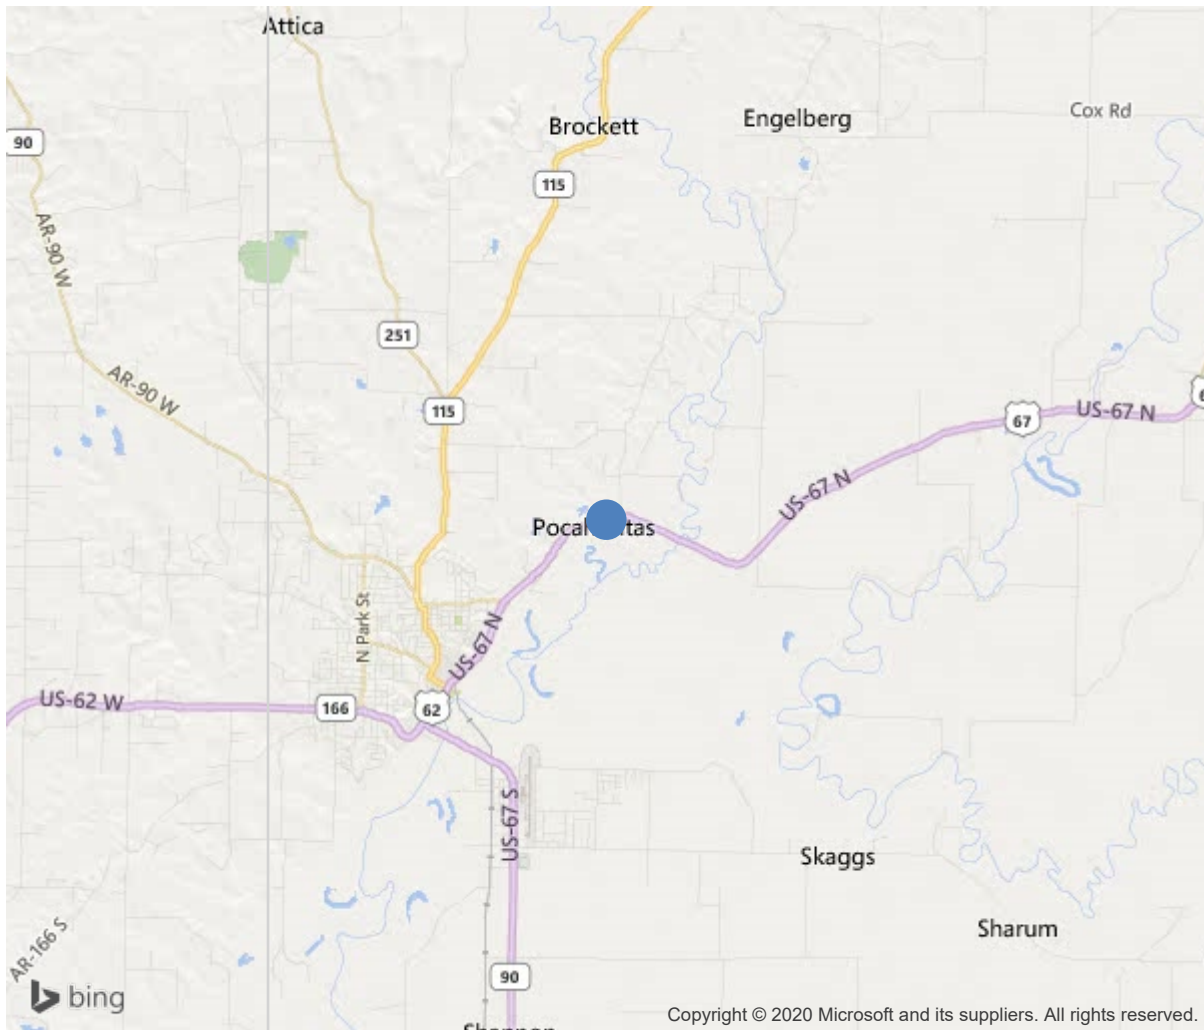 Attica
Brockett
Engelberg
Cox Rd
90
115
AR-90 W
251
AR-90 W
115
67
US-67 N
US-67 N
N Park St
US-67 N
US-62 W
166
62
US-67 S
Skaggs
Sharum
AR-166 S
90
bing
Copyright © 2020 Microsoft and its suppliers. All rights reserved.